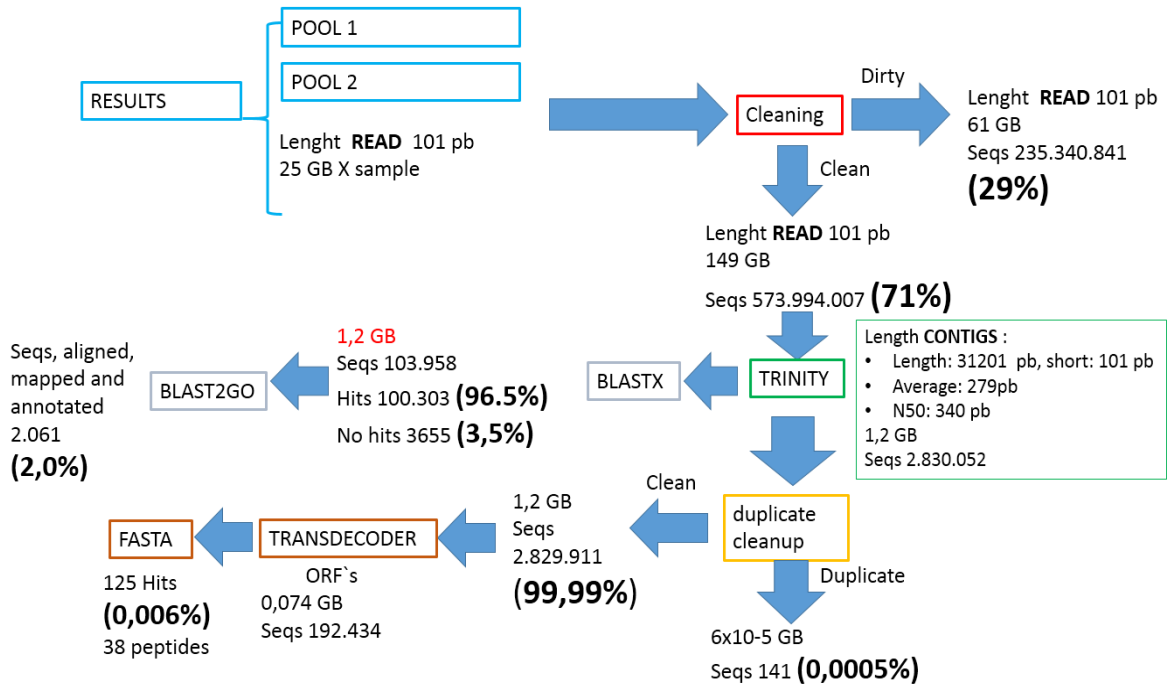 RESULTS
POOL 1
POOL 2
Lenght READ 101 pb
25 GB X sample
Cleaning
Dirty
Lenght READ 101 pb
61 GB
Seqs 235.340.841
(29%)
Clean
Lenght READ 101 pb
149 GB
Seqs 573.994.007 (71%)
TRINITY
Length CONTIGS :
• Length: 31201 pb, short: 101 pb
• Average: 279pb
• N50: 340 pb
1,2 GB
Seqs 2.830.052
BLASTX
1,2 GB
Seqs 103.958
Hits 100.303 (96.5%)
No hits 3655 (3,5%)
BLAST2GO
Seqs, aligned,
mapped and
annotated
2.061
(2,0%)
duplicate
cleanup
Clean
1,2 GB
Seqs
2.829.911
(99,99%)
Duplicate
6x10-5 GB
Seqs 141 (0,0005%)
TRANSDECODER
ORF`s
0,074 GB
Seqs 192.434
FASTA
125 Hits
(0,006%)
38 peptides